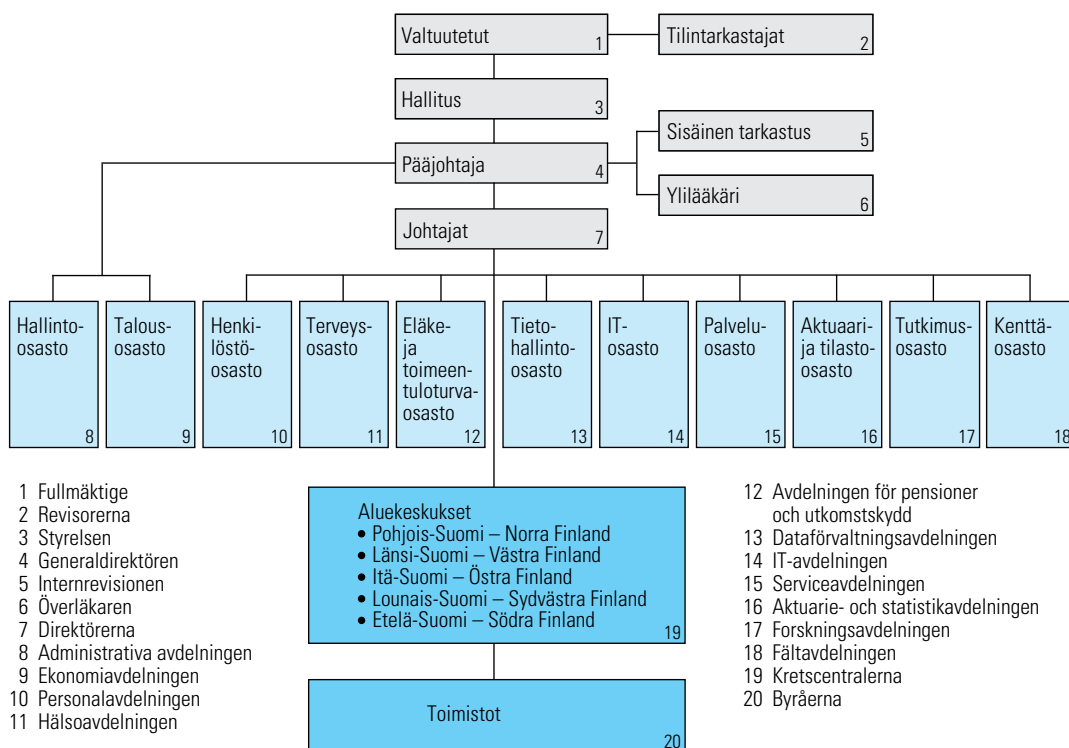 Valtuutetut
1
Tilintarkastajat
2
Hallitus
3
Sisäinen tarkastus
5
Pääjohtaja
4
Ylilääkäri
6
Johtajat
7
Hallinto-
osasto
8
Talous-
osasto
9
Henki-
löstö-
osasto
10
Terveys-
osasto
11
Eläke-
ja
toimeen-
tuloturva-
osasto
12
Tieto-
hallinto-
osasto
13
IT-
osasto
14
Palvelu-
osasto
15
Aktuaari-
ja tilasto-
osasto
16
Tutkimus-
osasto
17
Kenttä-
osasto
18
Aluekeskukset
• Pohjois-Suomi – Norra Finland
• Länsi-Suomi – Västra Finland
• Itä-Suomi – Östra Finland
• Lounais-Suomi – Sydvästra Finland
• Etelä-Suomi – Södra Finland
19
Toimistot
20
1 Fullmäktige
2 Revisorerna
3 Styrelsen
4 Generaldirektören
5 Internrevisionen
6 Överläkaren
7 Direktörerna
8 Administrativa avdelningen
9 Ekonomiavdelningen
10 Personalavdelningen
11 Hälsoavdelningen
12 Avdelningen för pensioner
och utkomstskydd
13 Dataförvaltningsavdelningen
14 IT-avdelningen
15 Serviceavdelningen
16 Aktuarie- och statistikavdelningen
17 Forskningsavdelningen
18 Fältavdelningen
19 Kretscentralerna
20 Byråerna